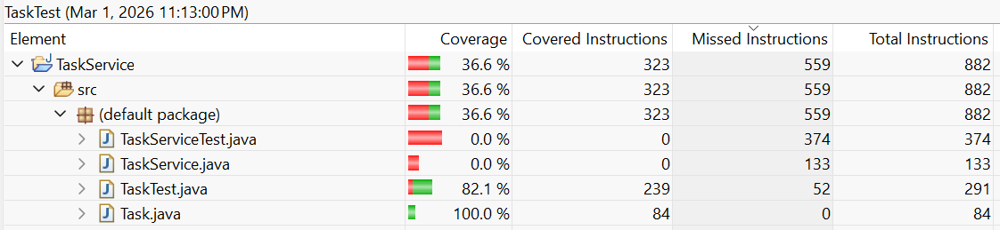 TaskTest (Mar 1, 2026 11:13:00 PM)
Element Coverage Covered Instructions Missed Instructions Total Instructions
TaskService 36.6 % 323 559 882
src 36.6 % 323 559 882
(default package) 36.6 % 323 559 882
TaskServiceTest.java 0.0 % 0 374 374
TaskService.java 0.0 % 0 133 133
TaskTest.java 82.1 % 239 52 291
Task.java 100.0 % 84 0 84